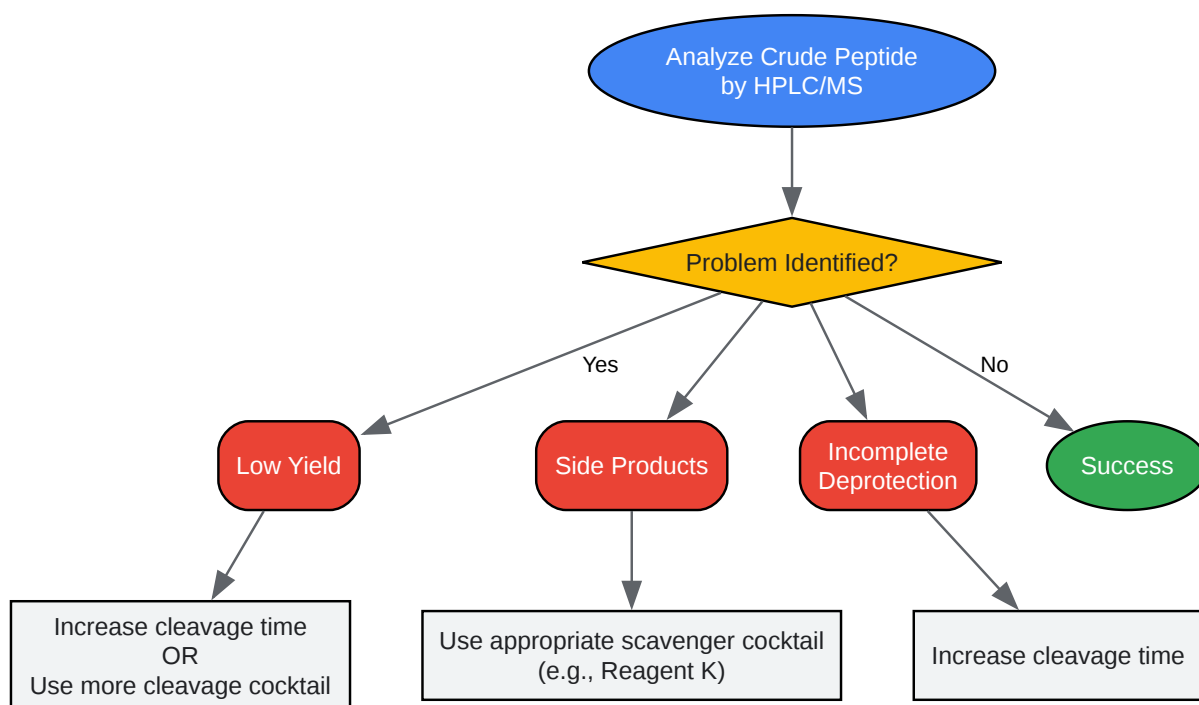 Analyze Crude Peptide
by HPLC/MS
Problem Identified?
Yes
No
Low Yield
Side Products
Incomplete
Deprotection
Success
Increase cleavage time
OR
Use more cleavage cocktail
Use appropriate scavenger cocktail
(e.g., Reagent K)
Increase cleavage time